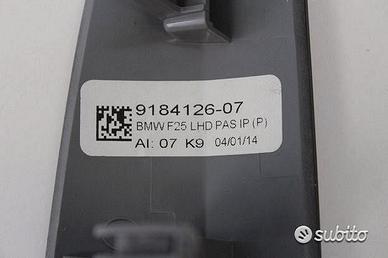 9184126-07
BMW F25 LHD PAS IP (P)
AI: 07 K9 04/01/14
subito